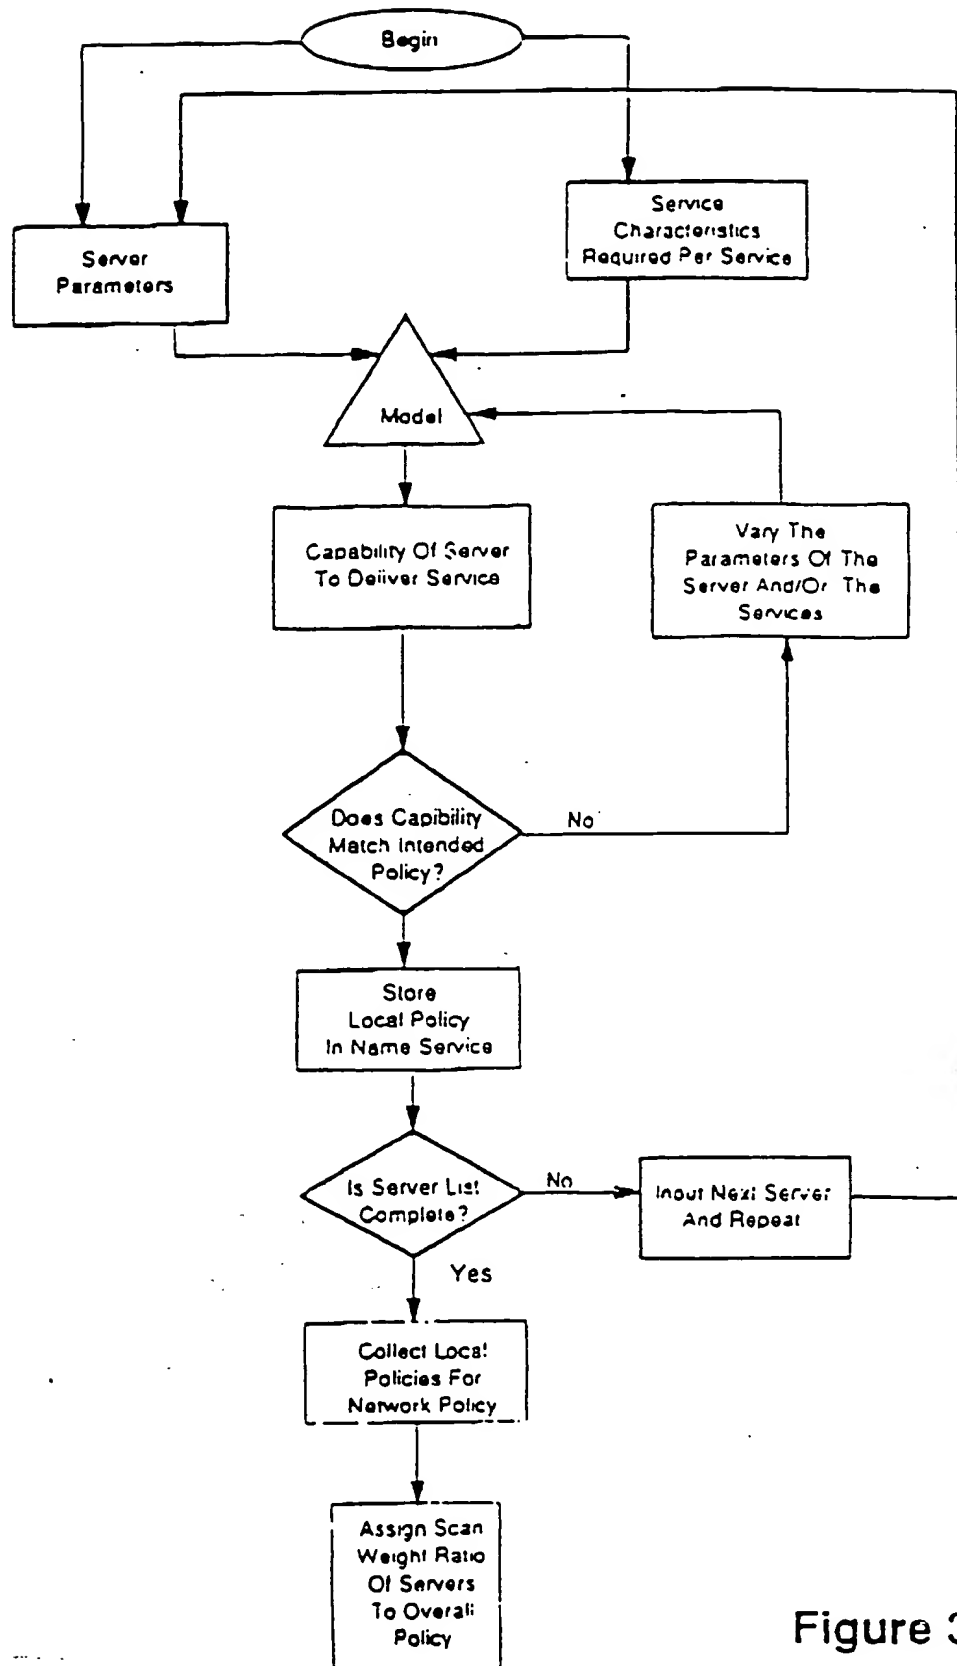 Begin
Service
Characteristics
Required Per Service
Server
Parameters
Model
Capability Of Server
To Deliver Service
Vary The
Parameters Of The
Server And/Or The
Services
Does Capibility
Match Intended
Policy?
No
Store
Local Policy
In Name Service
Is Server List
Complete?
No
Input Next Server
And Repeat
Yes
Collect Local
Policies For
Network Policy
Assign Scan
Weight Ratio
Of Servers
To Overall
Policy
Figure 3